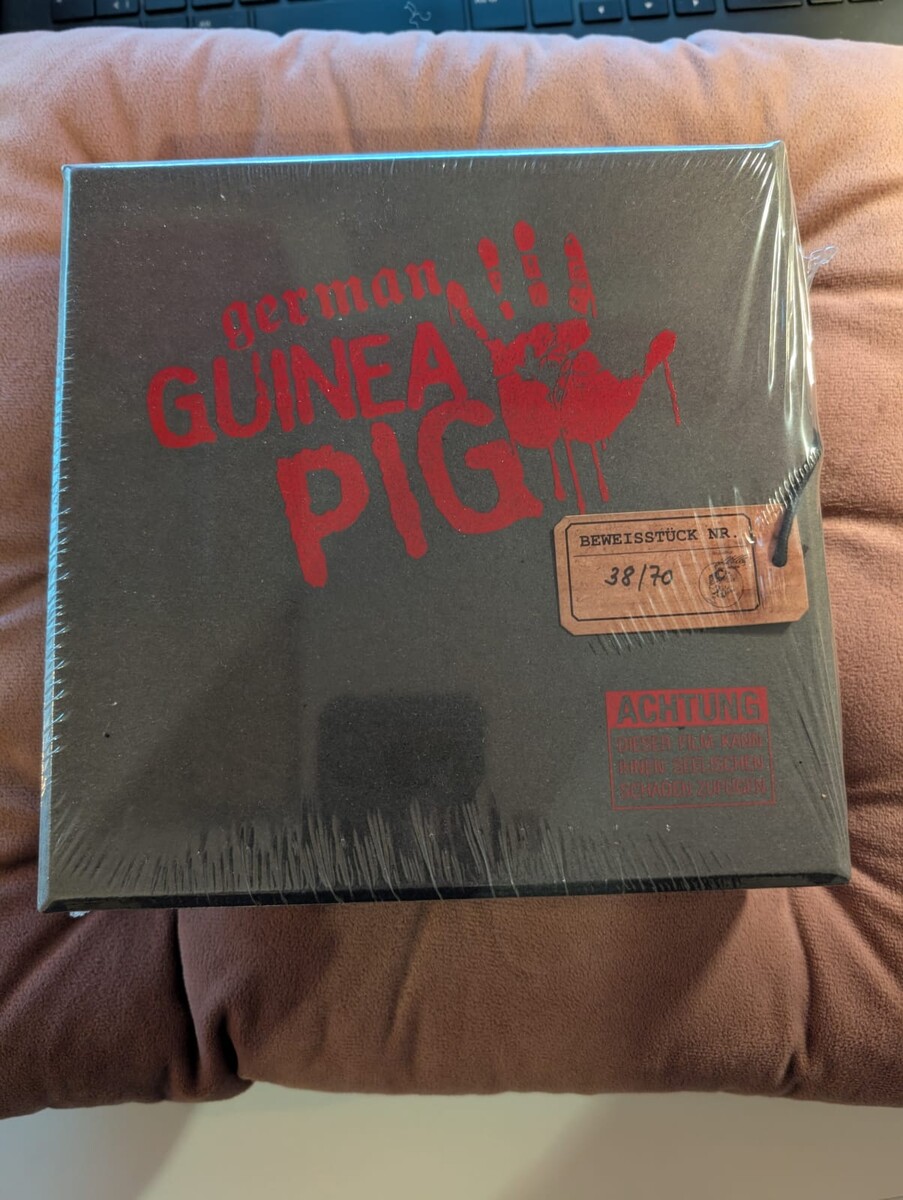 german
GUINEA
PIG
BEWEISSTÜCK NR.
38/70
ACHTUNG
DIESER FILM KANN
IHNEN SEELISCHEN
SCHADEN ZUFÜGEN